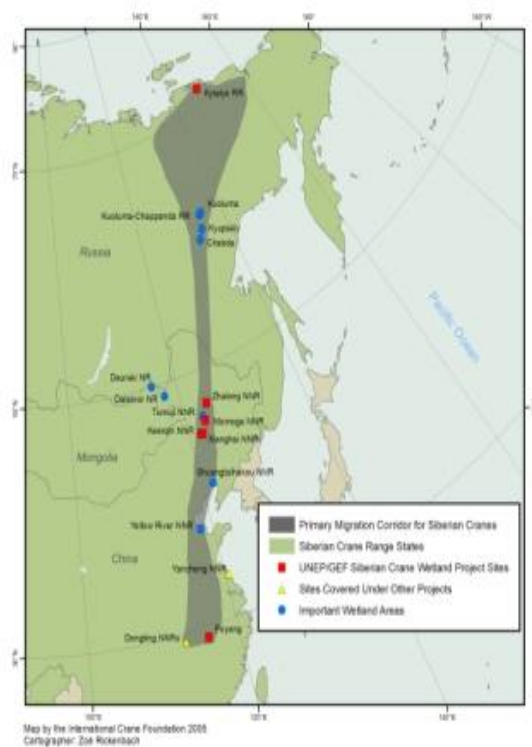 Kytalyk RR
Kuoluma
Kuoluma-Chappanda RR
Kyupsky
Chabda
Russia
Pacific Ocean
Daurski NR
Dalainor NR
Zhalong NNR
Tumuji NNR
Momoge NNR
Keerqin NNR
Xianghai NNR
Mongolia
Shuangtaihekou NNR
Yellow River NNR
China
Yancheng NNR
Dongting NNRs
Poyang
Primary Migration Corridor for Siberian Cranes
Siberian Crane Range States
UNEP/GEF Siberian Crane Wetland Project Sites
Sites Covered Under Other Projects
Important Wetland Areas
Map by the International Crane Foundation 2005
Cartographer: Zoe Rickenbach